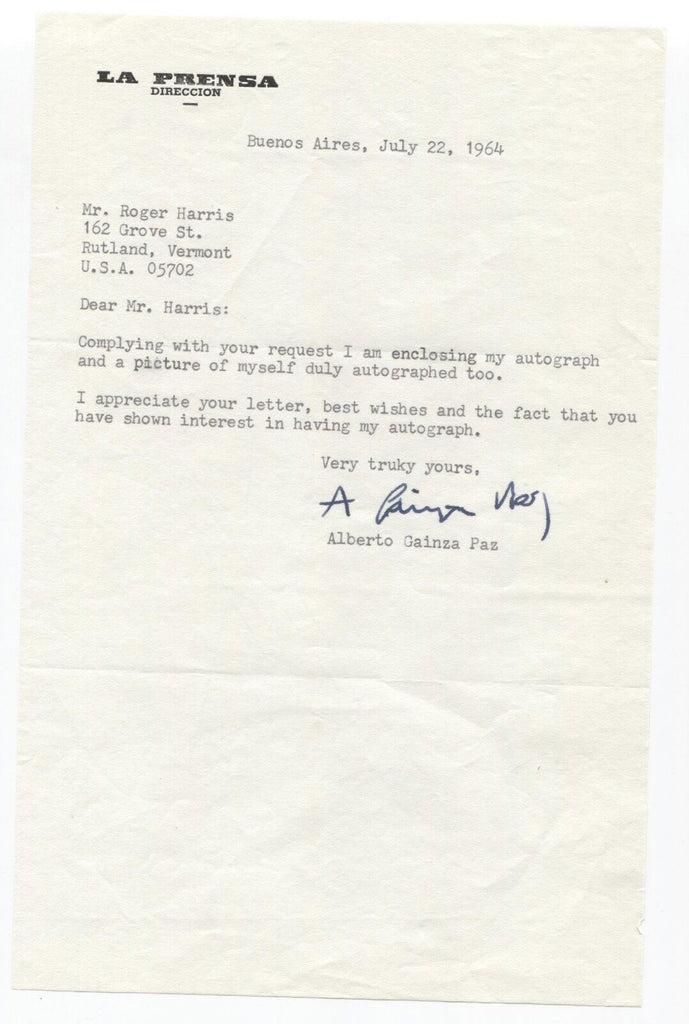 LA PRENSA
DIRECCION
Buenos Aires, July 22, 1964
Mr. Roger Harris
162 Grove St.
Rutland, Vermont
U.S.A. 05702
Dear Mr. Harris:
Complying with your request I am enclosing my autograph
and a picture of myself duly autographed too.
I appreciate your letter, best wishes and the fact that you
have shown interest in having my autograph.
Very truky yours,
A Gainza Paz
Alberto Gainza Paz